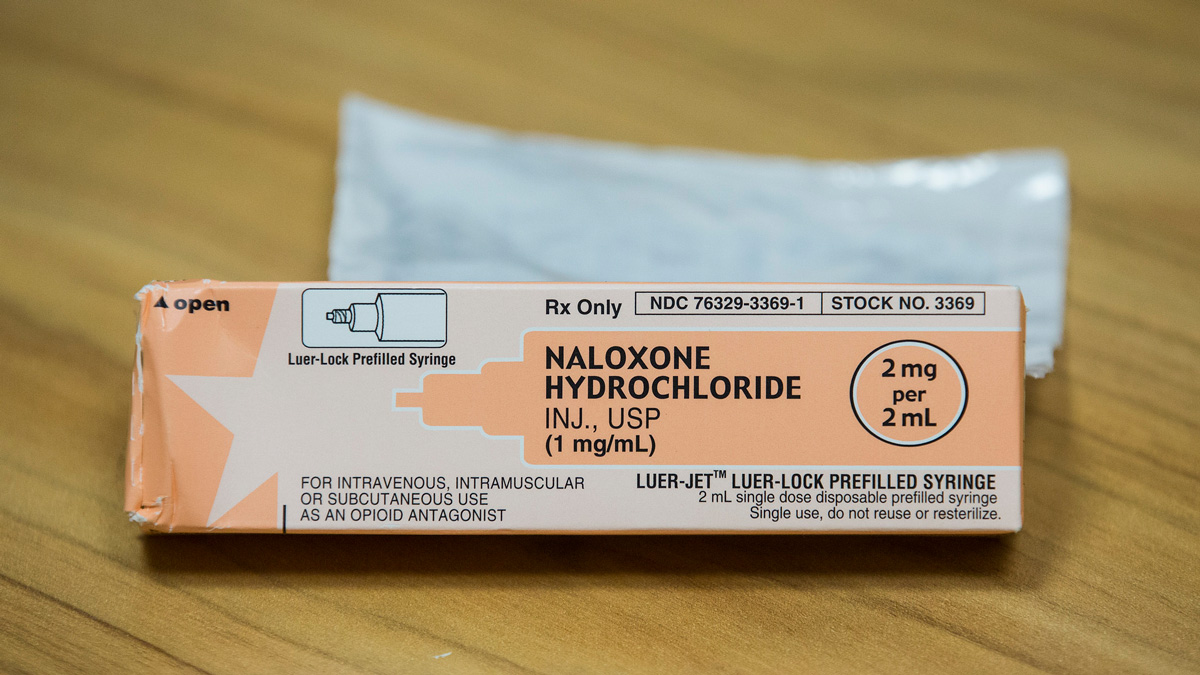 ▲ open
Luer-Lock Prefilled Syringe
Rx Only NDC 76329-3369-1 STOCK NO. 3369
NALOXONE
HYDROCHLORIDE
INJ., USP
(1 mg/mL)
2 mg
per
2 mL
FOR INTRAVENOUS, INTRAMUSCULAR
OR SUBCUTANEOUS USE
AS AN OPIOID ANTAGONIST
LUER-JET™ LUER-LOCK PREFILLED SYRINGE
2 mL single dose disposable prefilled syringe
Single use, do not reuse or resterilize.